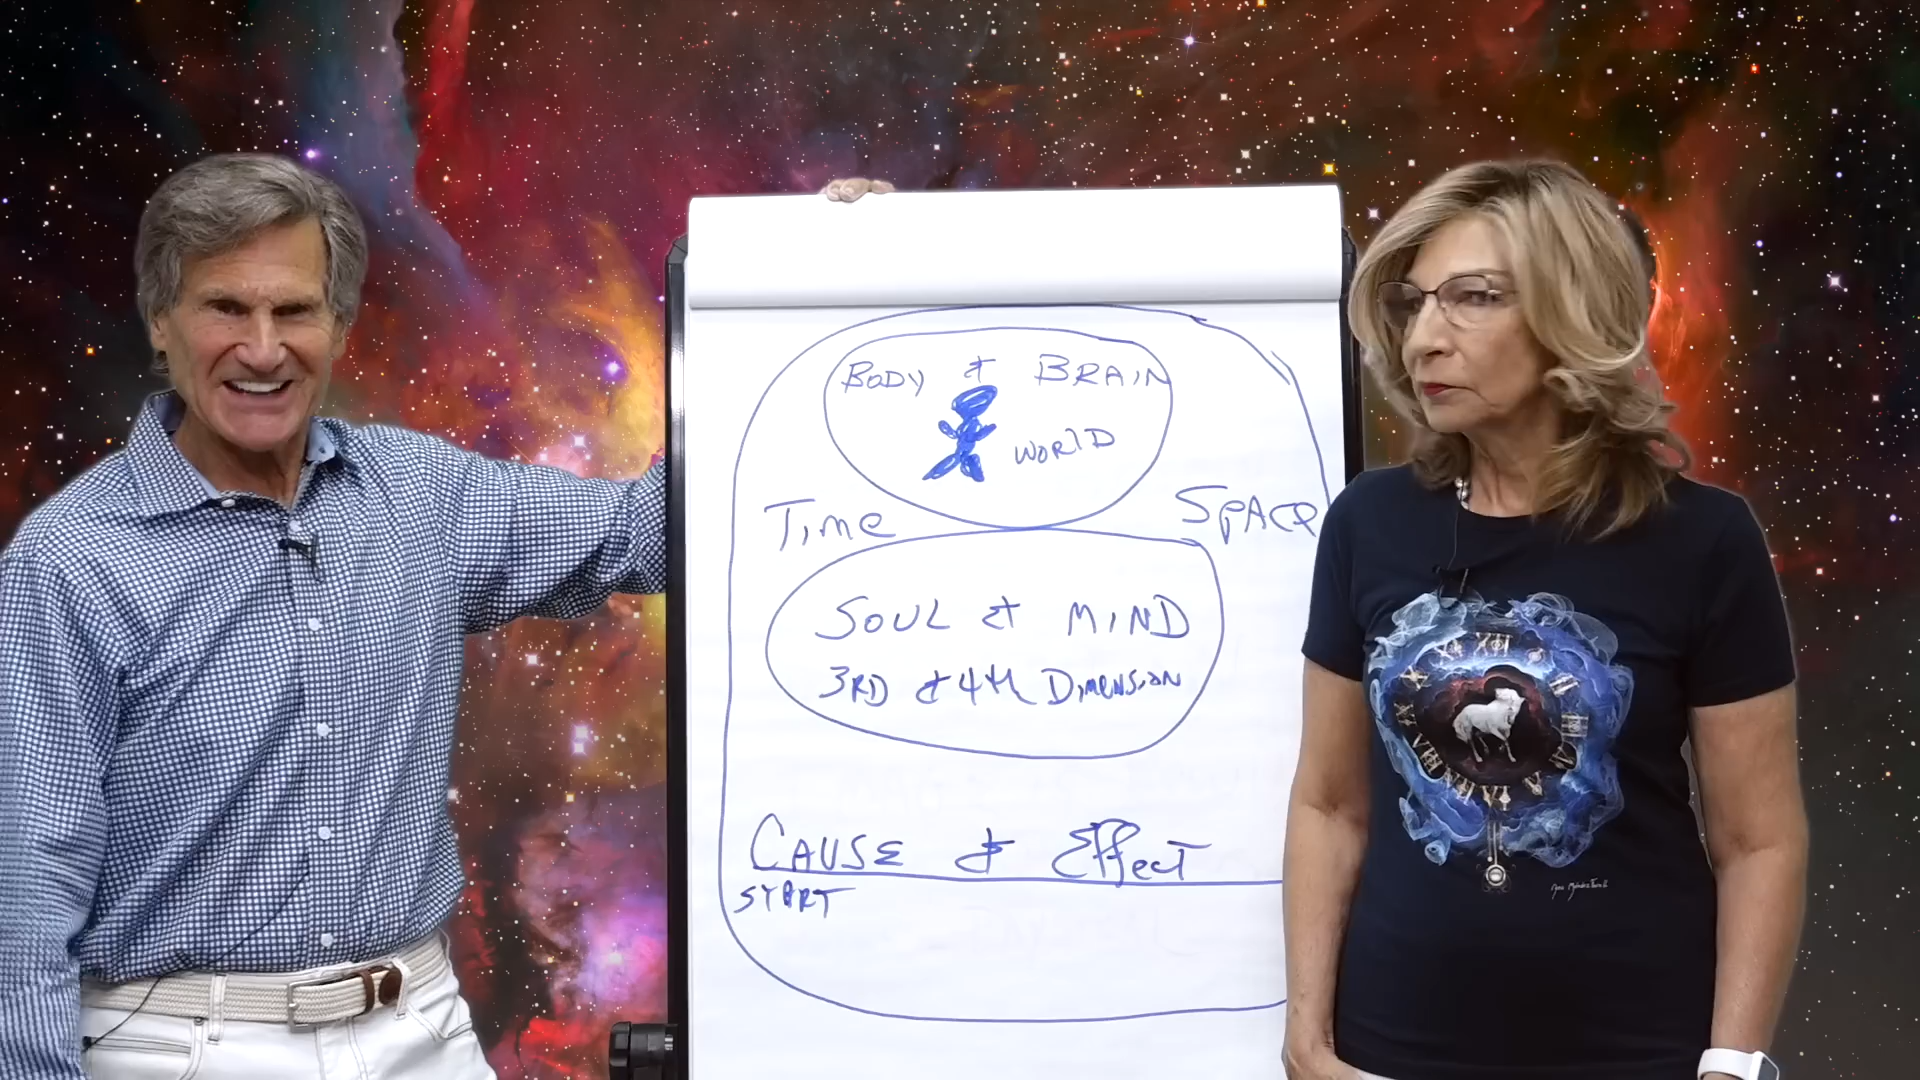 BODY & BRAIN
WORLD
Time SpAce
SOUL & MIND
3RD & 4th Dimension
CAUSE & Effect
START